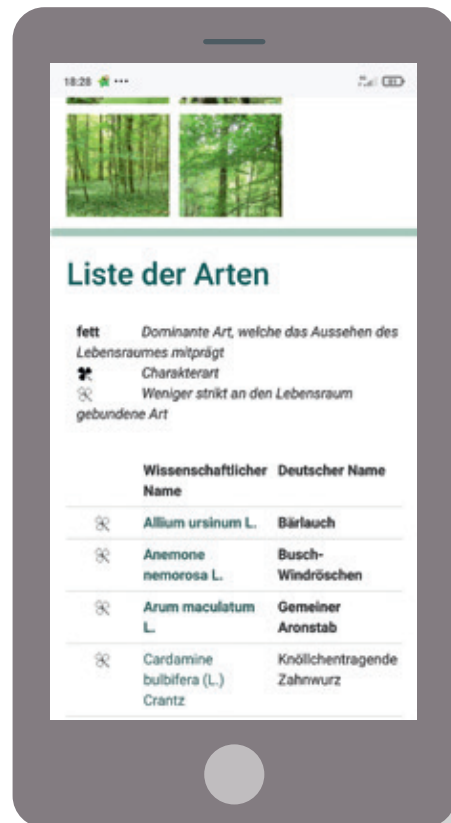 18:28
Liste der Arten
fett Dominante Art, welche das Aussehen des
Lebensraumes mitprägt
Charakterart
Weniger strikt an den Lebensraum
gebundene Art
Wissenschaftlicher Deutscher Name
Name
Allium ursinum L. Bärlauch
Anemone Busch-
nemorosa L. Windröschen
Arum maculatum Gemeiner
L. Aronstab
Cardamine Knöllchentragende
bulbifera (L.) Zahnwurz
Crantz